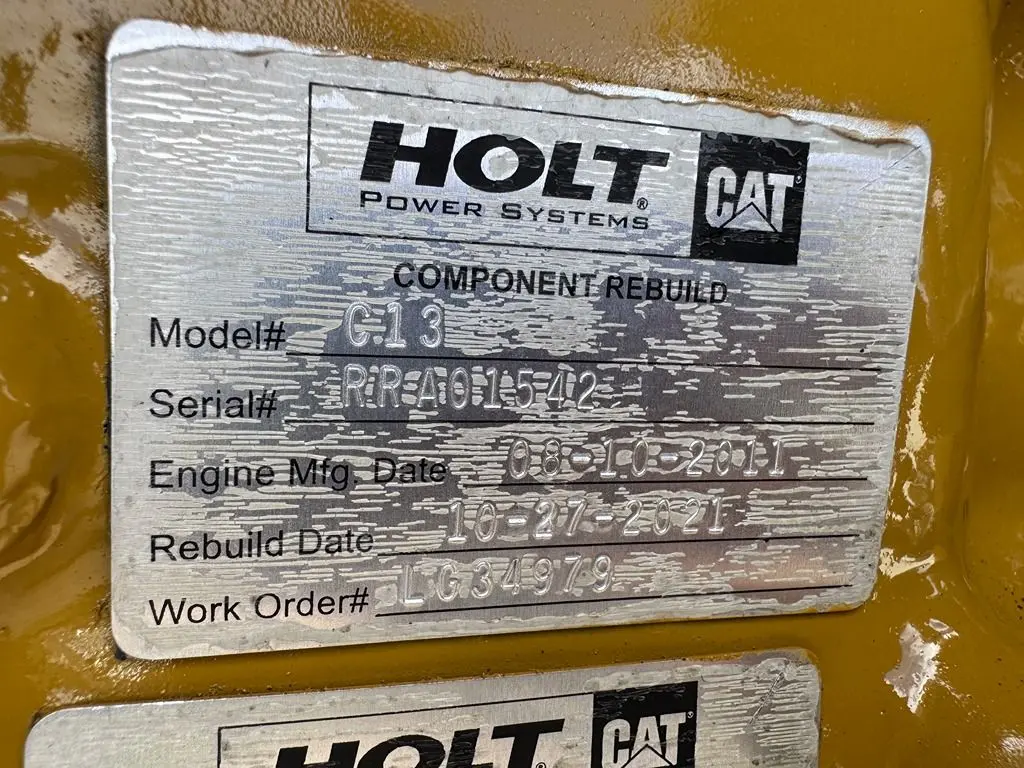 HOLT® CAT®
POWER SYSTEMS
COMPONENT REBUILD
Model# C13
Serial# RRA01542
Engine Mfg. Date 08-10-2011
Rebuild Date 10-27-2021
Work Order# LG34979
HOLT CAT®